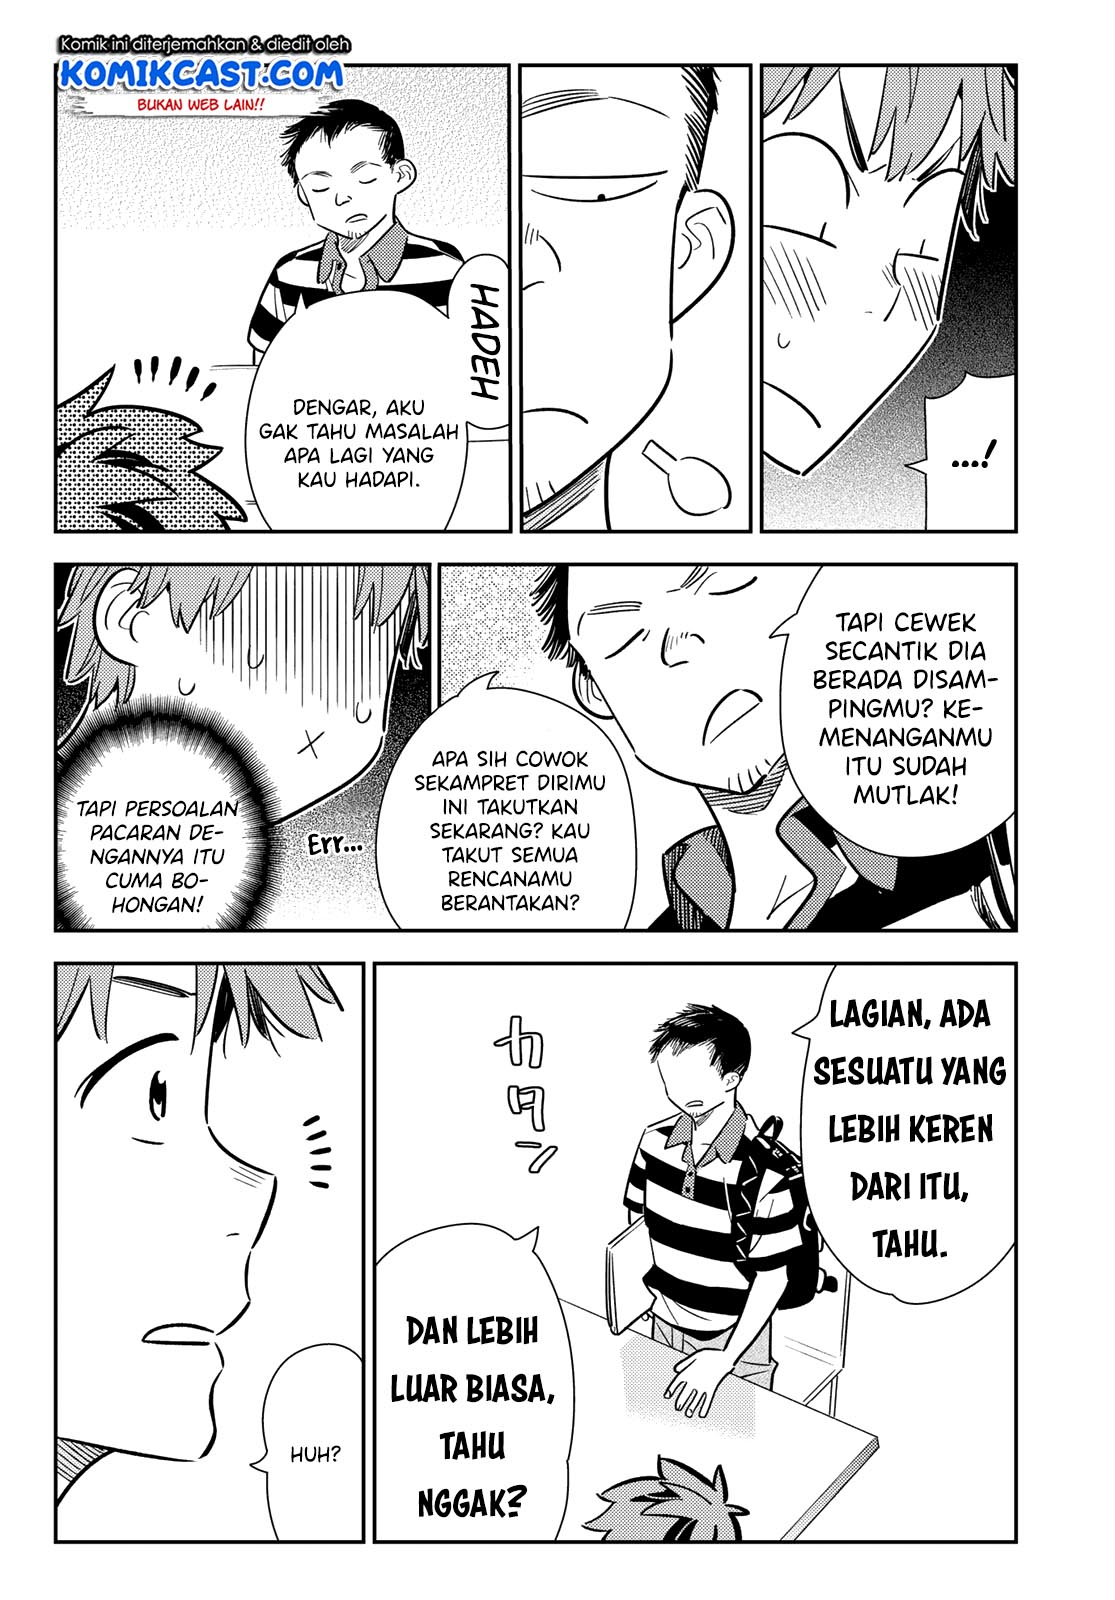 Komik ini diterjemahkan & diedit oleh
KOMIKCAST.COM
BUKAN WEB LAIN!!
...!
HADEH
DENGAR, AKU
GAK TAHU MASALAH
APA LAGI YANG
KAU HADAPI.
TAPI CEWEK
SECANTIK DIA
BERADA DISAM-
PINGMU? KE-
MENANGANMU
ITU SUDAH
MUTLAK!
APA SIH COWOK
SEKAMPRET DIRIMU
INI TAKUTKAN
SEKARANG? KAU
TAKUT SEMUA
RENCANAMU
BERANTAKAN?
Err...
TAPI PERSOALAN
PACARAN DE-
NGANNYA ITU
CUMA BO-
HONGAN!
LAGIAN, ADA
SESUATU YANG
LEBIH KEREN
DARI ITU,
TAHU.
カタン
DAN LEBIH
LUAR BIASA,
TAHU
NGGAK?
HUH?